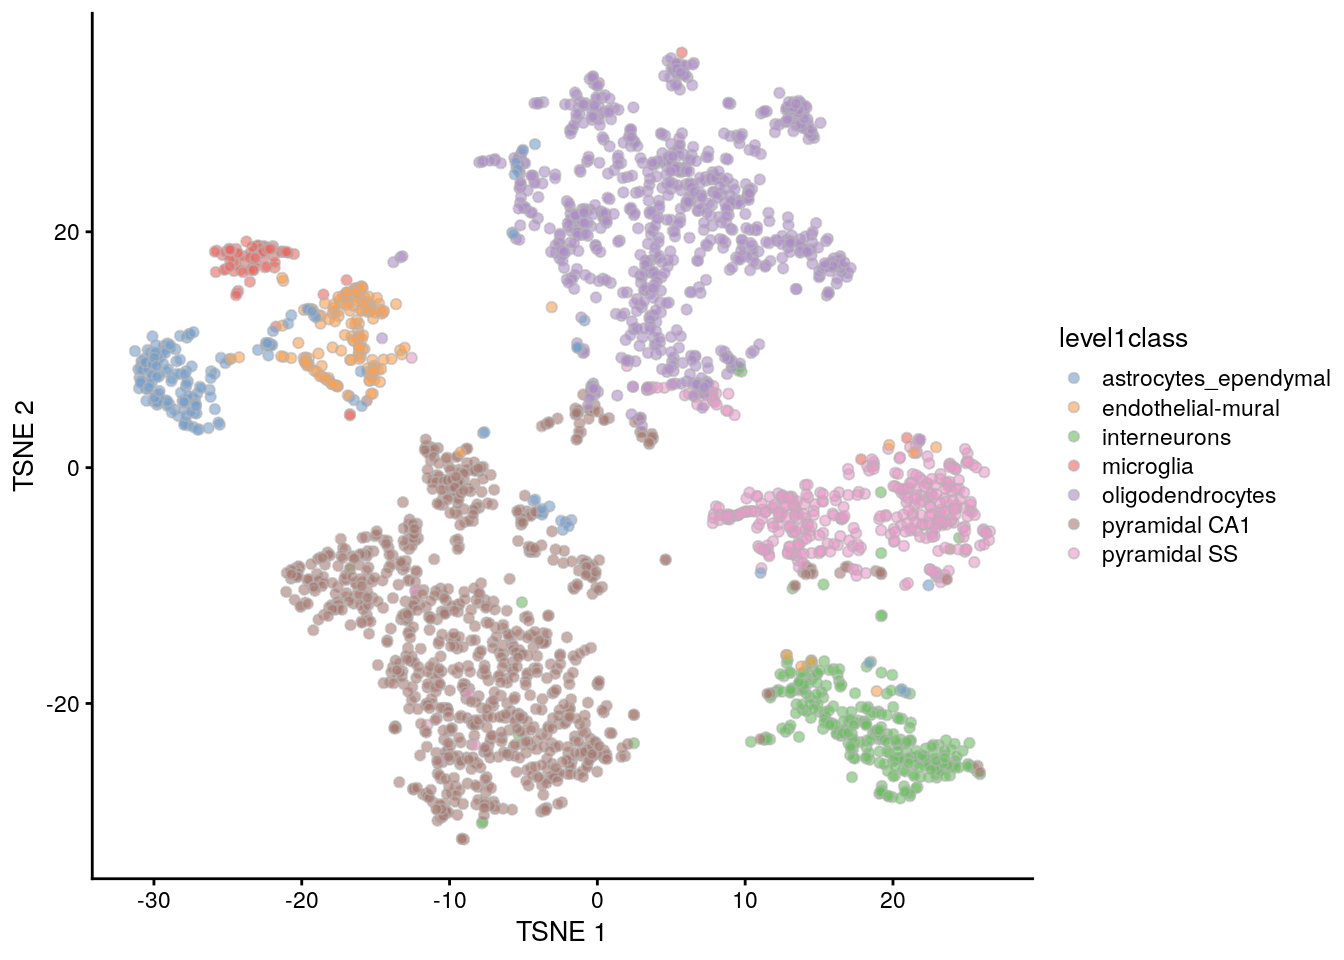 20
0
-20
TSNE 2
-30
-20
-10
0
10
20
TSNE 1
level1class
astrocytes_ependymal
endothelial-mural
interneurons
microglia
oligodendrocytes
pyramidal CA1
pyramidal SS